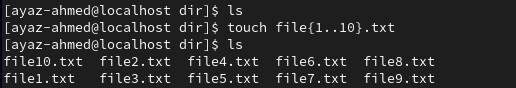 [ayaz-ahmed@localhost dir]$ ls
[ayaz-ahmed@localhost dir]$ touch file{1..10}.txt
[ayaz-ahmed@localhost dir]$ ls
file10.txt  file2.txt  file4.txt  file6.txt  file8.txt
file1.txt   file3.txt  file5.txt  file7.txt  file9.txt